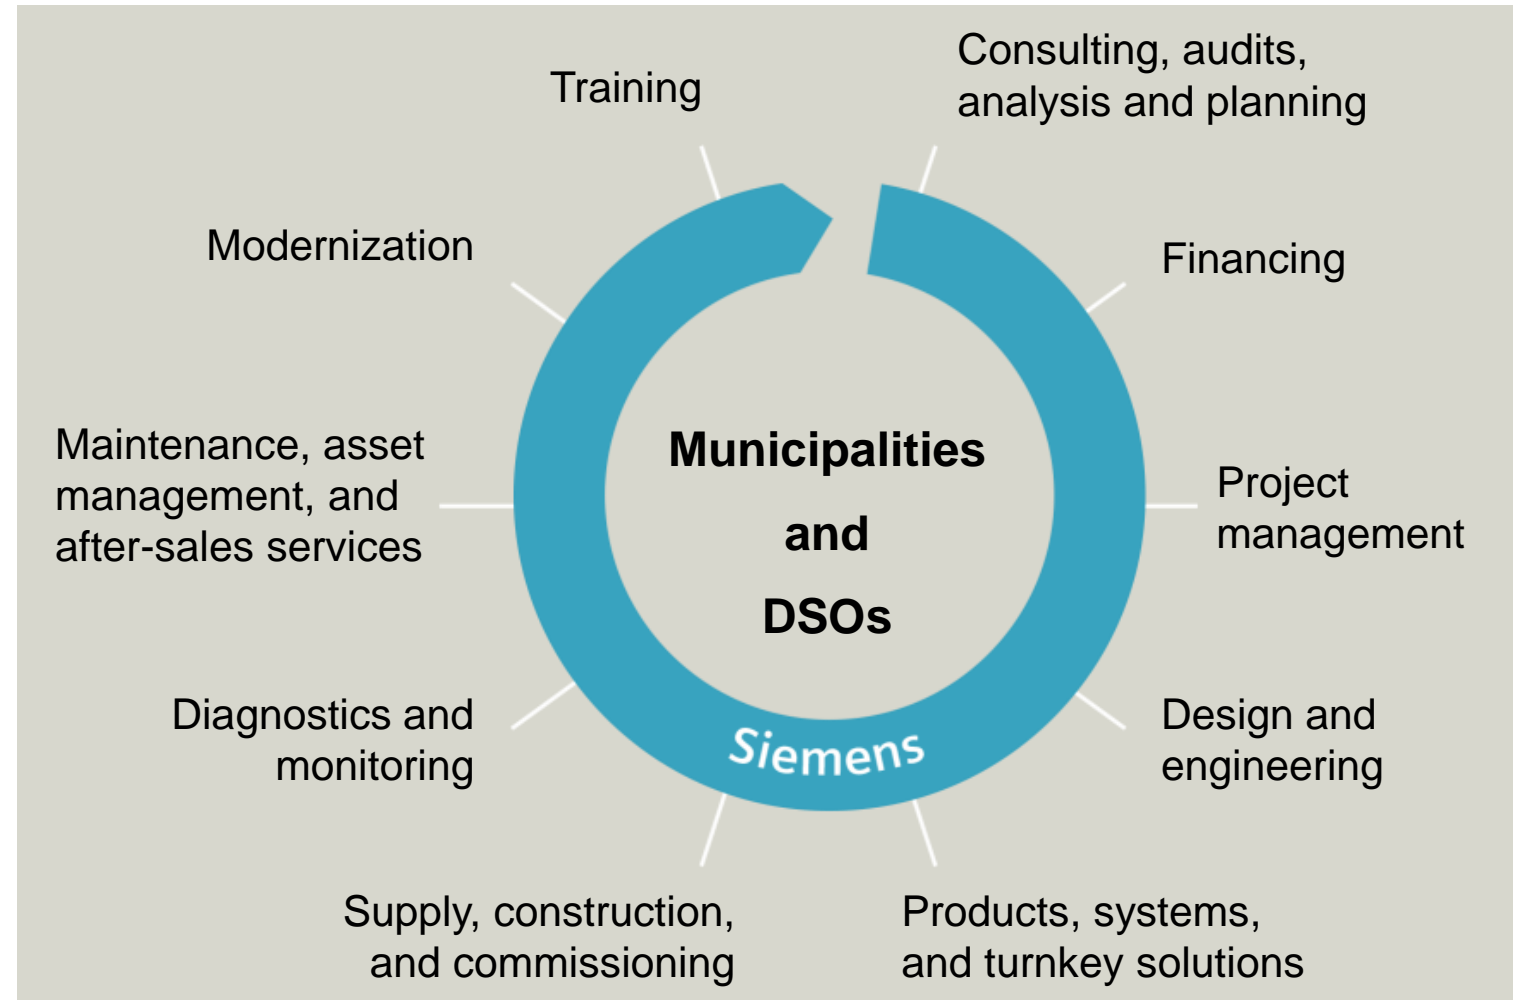 Training
Consulting, audits,
analysis and planning
Modernization
Financing
Maintenance, asset
management, and
after-sales services
Municipalities
and
DSOs
Project
management
Diagnostics and
monitoring
Siemens
Design and
engineering
Supply, construction,
and commissioning
Products, systems,
and turnkey solutions